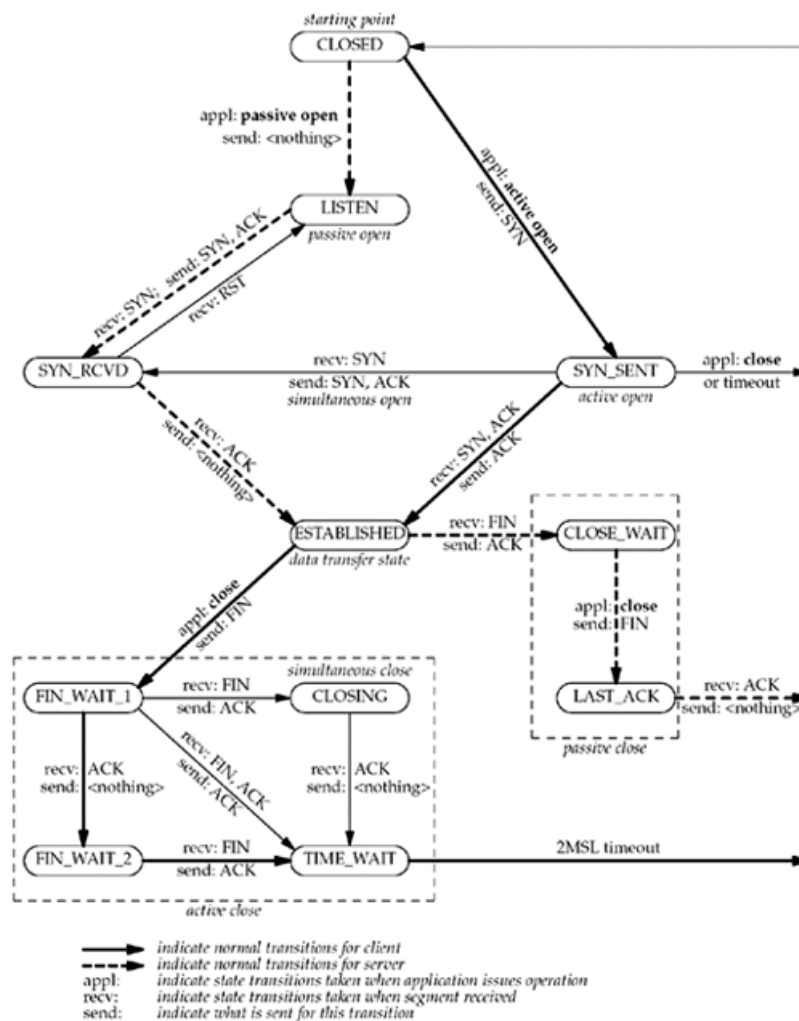 starting point
CLOSED
appl: passive open
send: <nothing>
appl: active open
send: SYN
LISTEN
passive open
recv: SYN; send: SYN, ACK
recv: RST
SYN_RCVD
recv: SYN
send: SYN, ACK
simultaneous open
SYN_SENT
active open
appl: close
or timeout
recv: ACK
send: <nothing>
recv: SYN, ACK
send: ACK
ESTABLISHED
data transfer state
recv: FIN
send: ACK
CLOSE_WAIT
appl: close
send: FIN
appl: close
send: FIN
LAST_ACK
passive close
recv: ACK
send: <nothing>
simultaneous close
FIN_WAIT_1
recv: FIN
send: ACK
CLOSING
recv: ACK
send: <nothing>
recv: FIN, ACK
send: ACK
recv: ACK
send: <nothing>
FIN_WAIT_2
recv: FIN
send: ACK
TIME_WAIT
2MSL timeout
active close
indicate normal transitions for client
indicate normal transitions for server
appl: indicate state transitions taken when application issues operation
recv: indicate state transitions taken when segment received
send: indicate what is sent for this transition